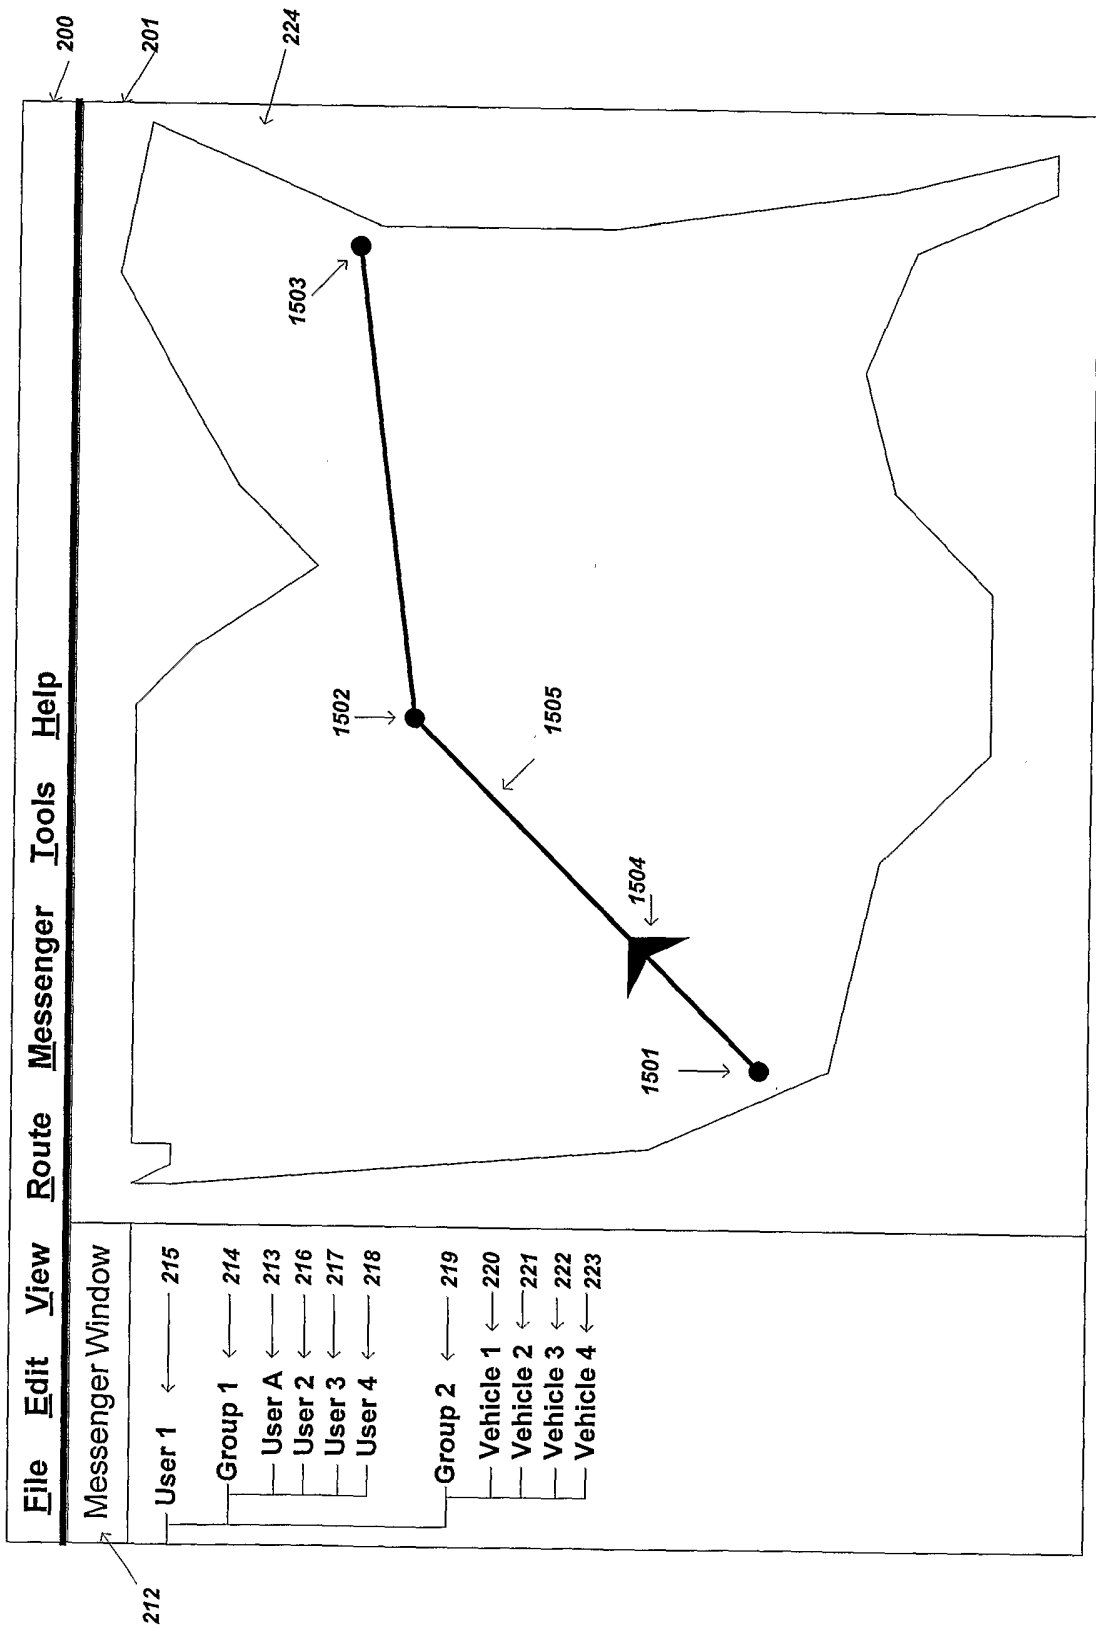 200
201
224
File Edit View Route Messenger Tools Help
Messenger Window
212
User 1 215
Group 1 214
User A 213
User 2 216
User 3 217
User 4 218
Group 2 219
Vehicle 1 220
Vehicle 2 221
Vehicle 3 222
Vehicle 4 223
1503
1502
1505
1504
1501